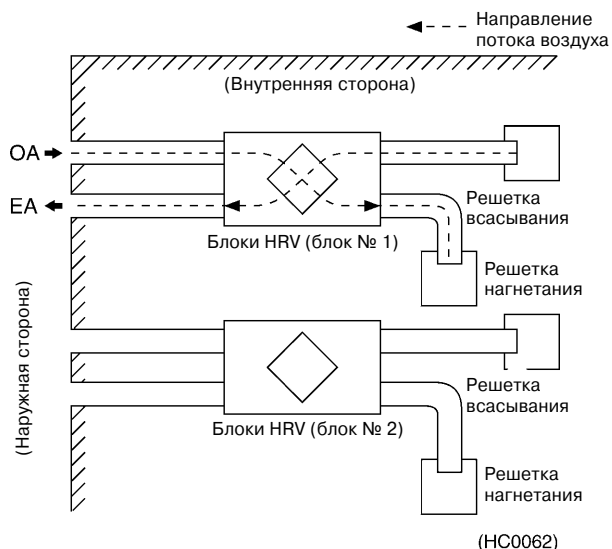 Направление
потока воздуха
(Внутренняя сторона)
OA
EA
Решетка
всасывания
Блоки HRV (блок № 1)
Решетка
нагнетания
(Наружная сторона)
Решетка
всасывания
Блоки HRV (блок № 2)
Решетка
нагнетания
(HC0062)